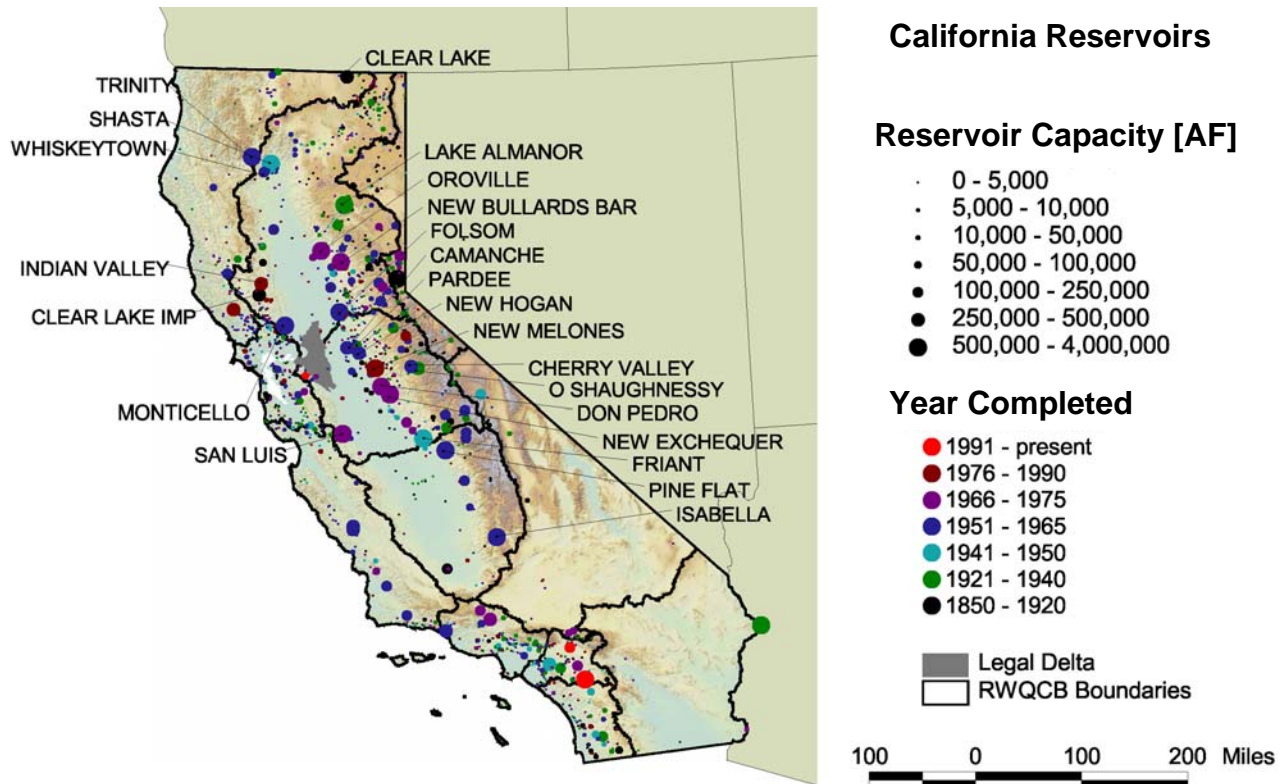 CLEAR LAKE
TRINITY
SHASTA
WHISKEYTOWN
LAKE ALMANOR
OROVILLE
NEW BULLARDS BAR
FOLSOM
CAMANCHE
PARDEE
INDIAN VALLEY
NEW HOGAN
CLEAR LAKE IMP
NEW MELONES
CHERRY VALLEY
O SHAUGHNESSY
DON PEDRO
MONTICELLO
NEW EXCHEQUER
SAN LUIS
FRIANT
PINE FLAT
ISABELLA
California Reservoirs
Reservoir Capacity [AF]
0 - 5,000
5,000 - 10,000
10,000 - 50,000
50,000 - 100,000
100,000 - 250,000
250,000 - 500,000
500,000 - 4,000,000
Year Completed
1991 - present
1976 - 1990
1966 - 1975
1951 - 1965
1941 - 1950
1921 - 1940
1850 - 1920
Legal Delta
RWQCB Boundaries
100 0 100 200 Miles